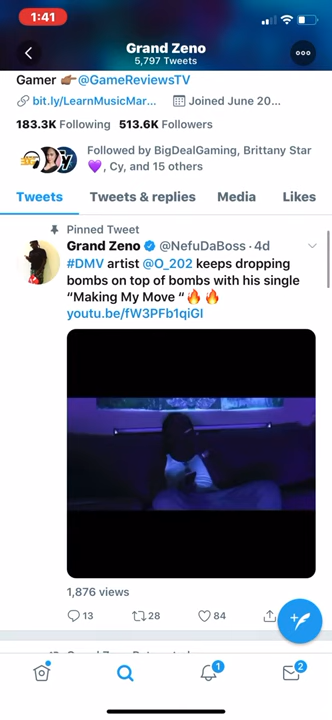 1:41
Grand Zeno
5,797 Tweets
Gamer 👉🏽@GameReviewsTV
bit.ly/LearnMusicMar... Joined June 20...
183.3K Following 513.6K Followers
Followed by BigDealGaming, Brittany Star
💜, Cy, and 15 others
Tweets Tweets & replies Media Likes
Pinned Tweet
Grand Zeno @NefuDaBoss · 4d
#DMV artist @O_202 keeps dropping
bombs on top of bombs with his single
“Making My Move “🔥🔥
youtu.be/fW3PFb1qiGI
1,876 views
13 28 84
1 2